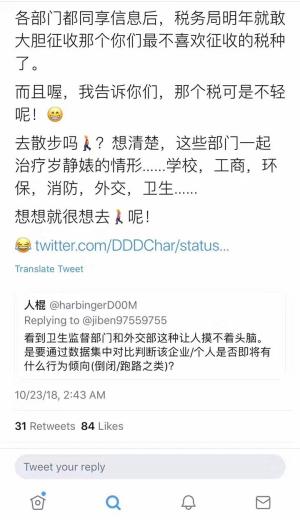 各部门都共享信息后，税务局明年就敢
大胆征收那个你们最不喜欢征收的税种
了。
而且喔，我告诉你们，那个税可是不轻
呢！😁
去散步吗🚶？想清楚，这些部门一起
治疗岁静婊的情形……学校，工商，环
保，消防，外交，卫生……
想想就很想去🚶呢！
😂 twitter.com/DDDChar/status...
Translate Tweet
人棍 @harbingerD00M
Replying to @jiben97559755
看到卫生监督部门和外交部这种让人摸不着头脑。
是要通过数据集中对比判断该企业/个人是否即将有
什么行为倾向(倒闭/跑路之类)?
10/23/18, 2:43 AM
31 Retweets 84 Likes
Tweet your reply